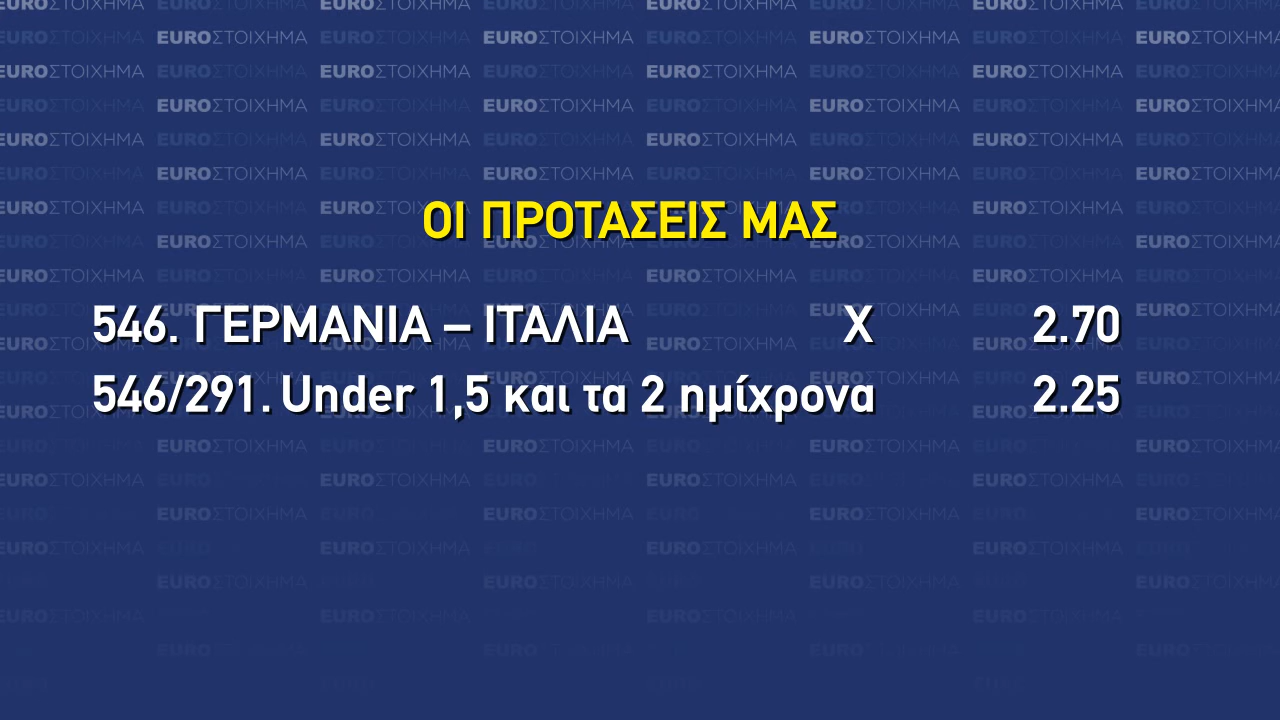 ΟΙ ΠΡΟΤΑΣΕΙΣ ΜΑΣ
546. ΓΕΡΜΑΝΙΑ – ΙΤΑΛΙΑ Χ 2.70
546/291. Under 1,5 και τα 2 ημίχρονα 2.25
EUROΣΤΟΙΧΗΜΑ